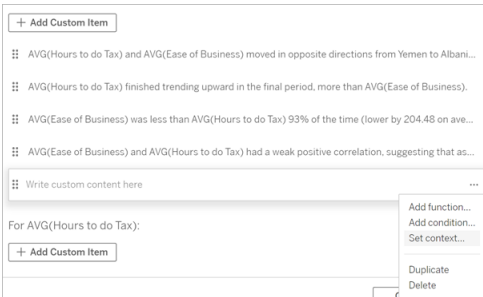 + Add Custom Item
AVG(Hours to do Tax) and AVG(Ease of Business) moved in opposite directions from Yemen to Albani...
AVG(Hours to do Tax) finished trending upward in the final period, more than AVG(Ease of Business).
AVG(Ease of Business) was less than AVG(Hours to do Tax) 93% of the time (lower by 204.48 on ave...
AVG(Ease of Business) and AVG(Hours to do Tax) had a weak positive correlation, suggesting that as...
Write custom content here ...
Add function...
Add condition...
Set context...
For AVG(Hours to do Tax):
+ Add Custom Item
Duplicate
Delete